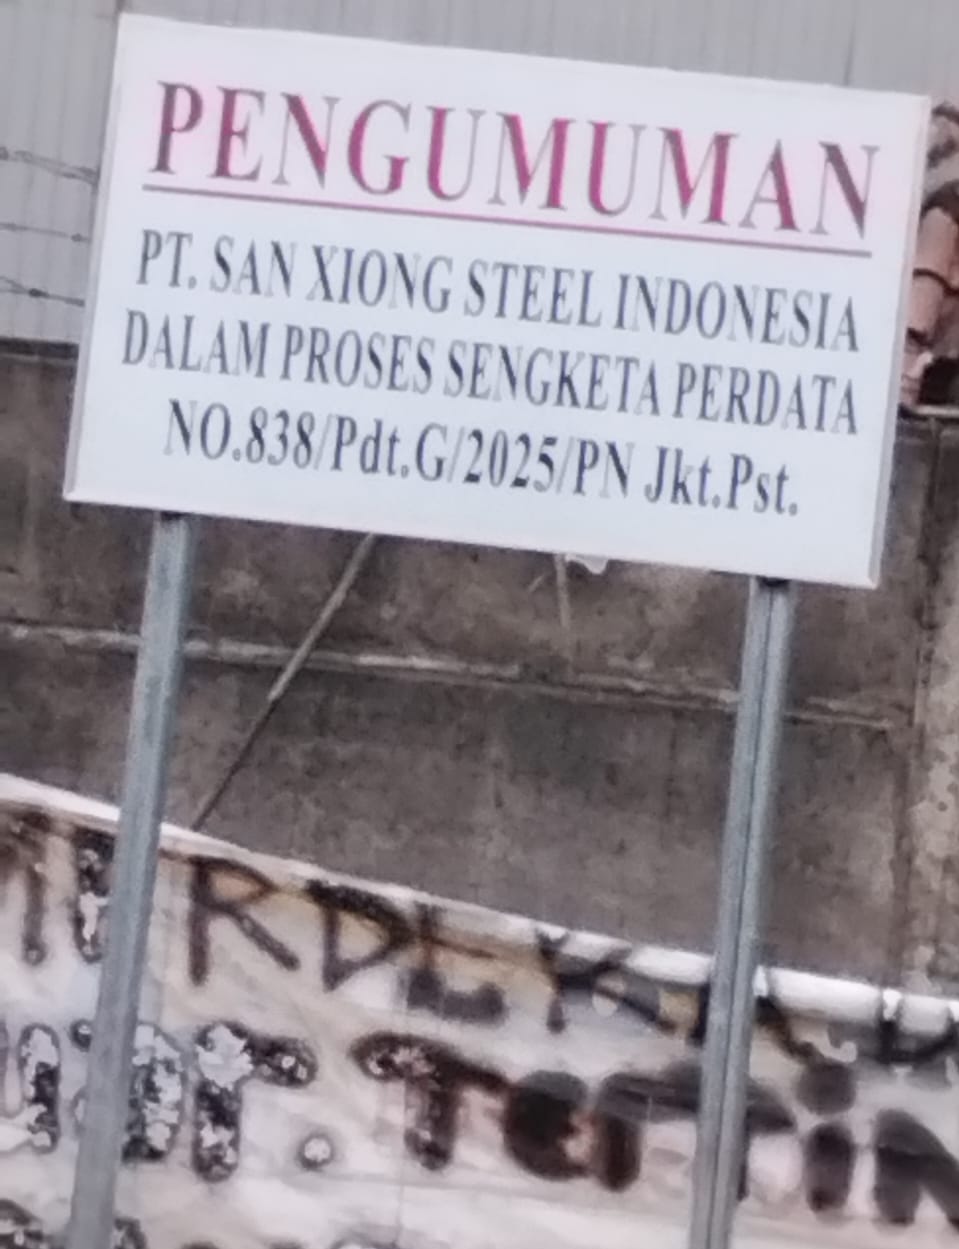 PENGUMUMAN
PT. SAN XIONG STEEL INDONESIA
DALAM PROSES SENGKETA PERDATA
NO.838/Pdt.G/2025/PN Jkt.Pst.